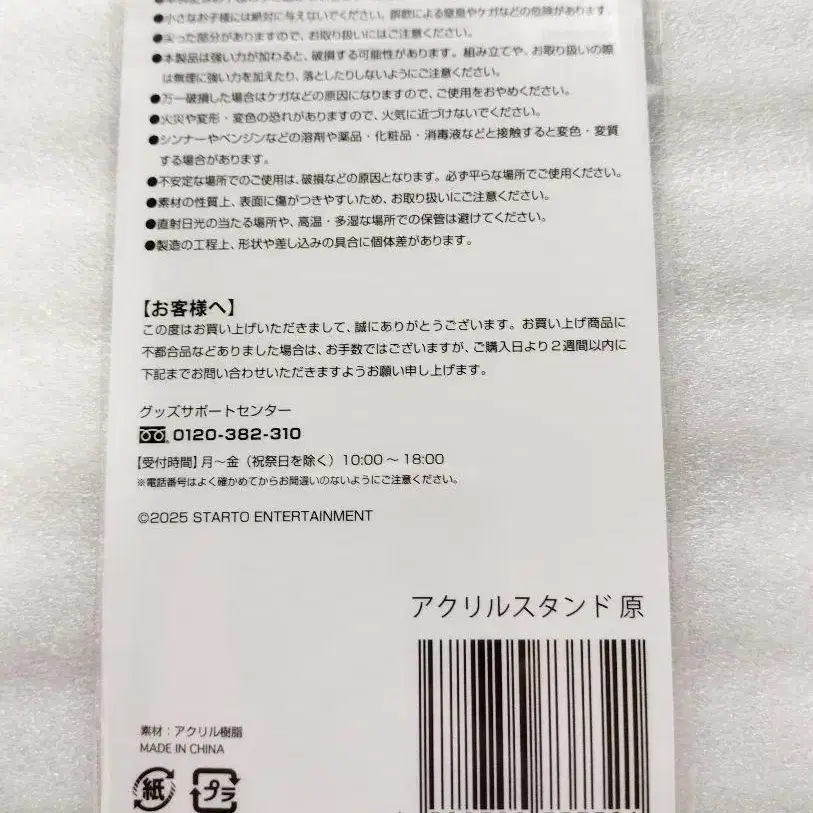 ●小さなお子様には絶対に与えないでください。誤飲による窒息やケガなどの危険があります。
●尖った部分がありますので、お取り扱いにはご注意ください。
●本製品は強い力が加わると、破損する可能性があります。組み立てや、お取り扱いの際
は無理に強い力を加えたり、落としたりしないようにご注意ください。
●万一破損した場合はケガなどの原因になりますので、ご使用をおやめください。
●火災や変形・変色の恐れがありますので、火気に近づけないでください。
●シンナーやベンジンなどの溶剤や薬品・化粧品・消毒液などと接触すると変色・変質
する場合があります。
●不安定な場所でのご使用は、破損などの原因となります。必ず平らな場所でご使用ください。
●素材の性質上、表面に傷がつきやすいため、お取り扱いにご注意ください。
●直射日光の当たる場所や、高温・多湿な場所での保管は避けてください。
●製造の工程上、形状や差し込みの具合に個体差があります。
【お客様へ】
この度はお買い上げいただきまして、誠にありがとうございます。お買い上げ商品に
不都合品などありました場合は、お手数ではございますが、ご購入日より2週間以内に
下記までお問い合わせいただきますようお願い申し上げます。
グッズサポートセンター
0120-382-310
【受付時間】月〜金（祝祭日を除く）10:00〜18:00
※電話番号はよく確かめてからお間違いのないようにご注意ください。
©2025 STARTO ENTERTAINMENT
アクリルスタンド 原
素材：アクリル樹脂
MADE IN CHINA
紙
プラ